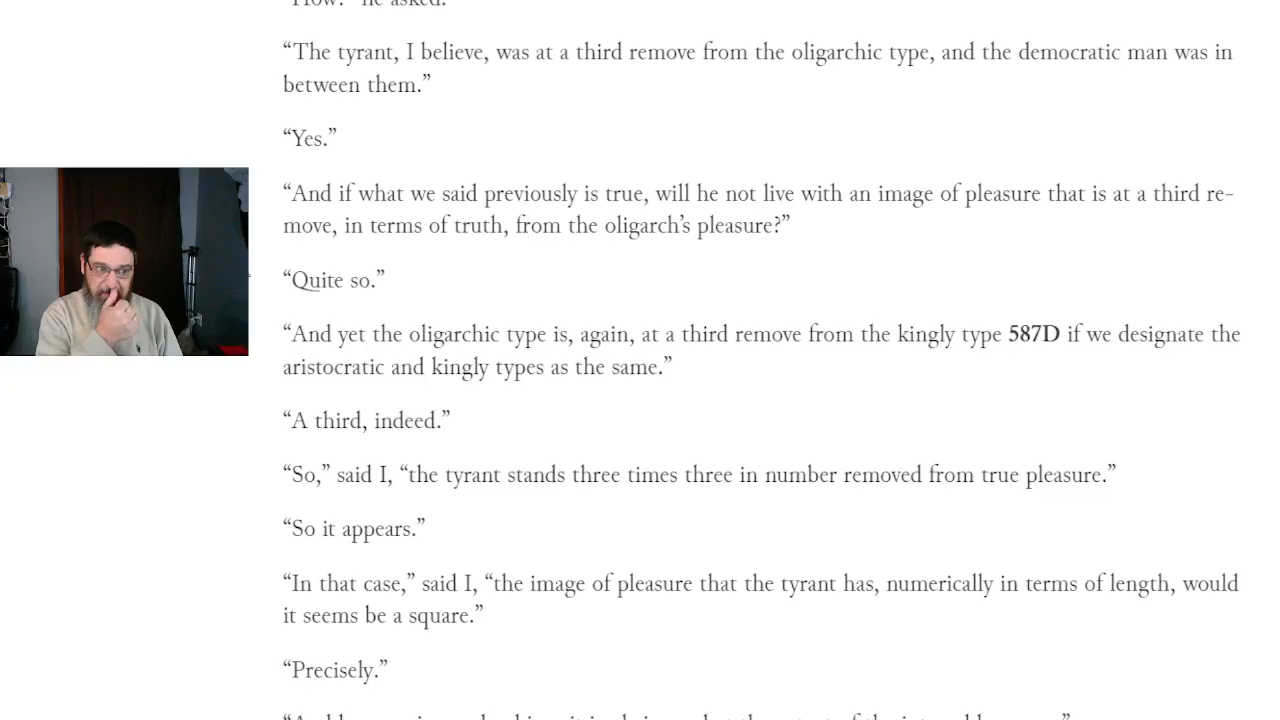 “How?” he asked.
“The tyrant, I believe, was at a third remove from the oligarchic type, and the democratic man was in
between them.”
“Yes.”
“And if what we said previously is true, will he not live with an image of pleasure that is at a third re-
move, in terms of truth, from the oligarch’s pleasure?”
“Quite so.”
“And yet the oligarchic type is, again, at a third remove from the kingly type 587D if we designate the
aristocratic and kingly types as the same.”
“A third, indeed.”
“So,” said I, “the tyrant stands three times three in number removed from true pleasure.”
“So it appears.”
“In that case,” said I, “the image of pleasure that the tyrant has, numerically in terms of length, would
it seems be a square.”
“Precisely.”